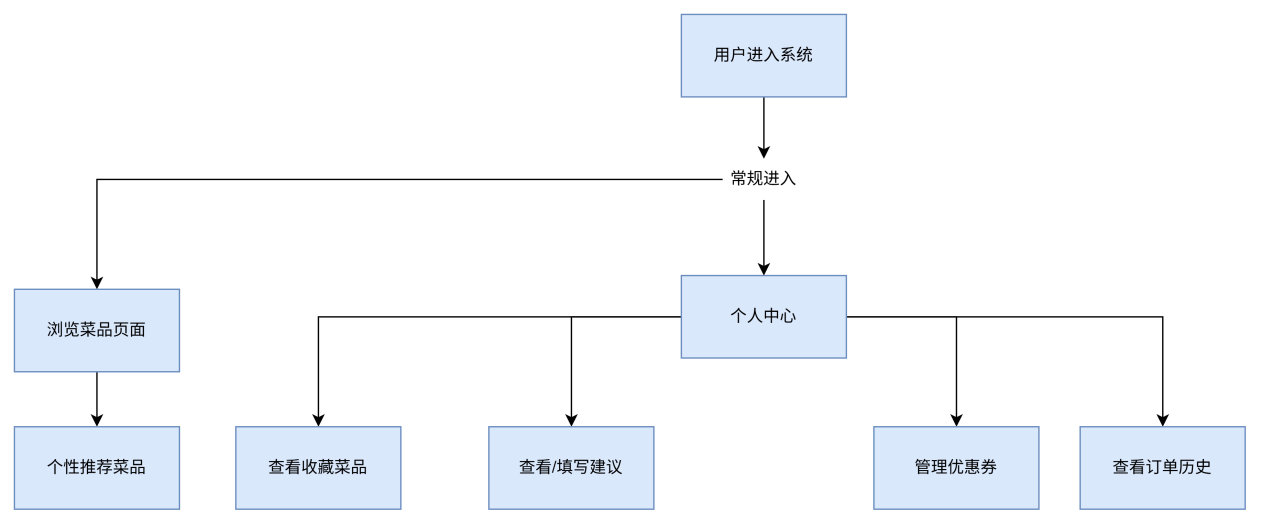 用户进入系统
常规进入
个人中心
浏览菜品页面
个性推荐菜品
查看收藏菜品
查看/填写建议
管理优惠券
查看订单历史